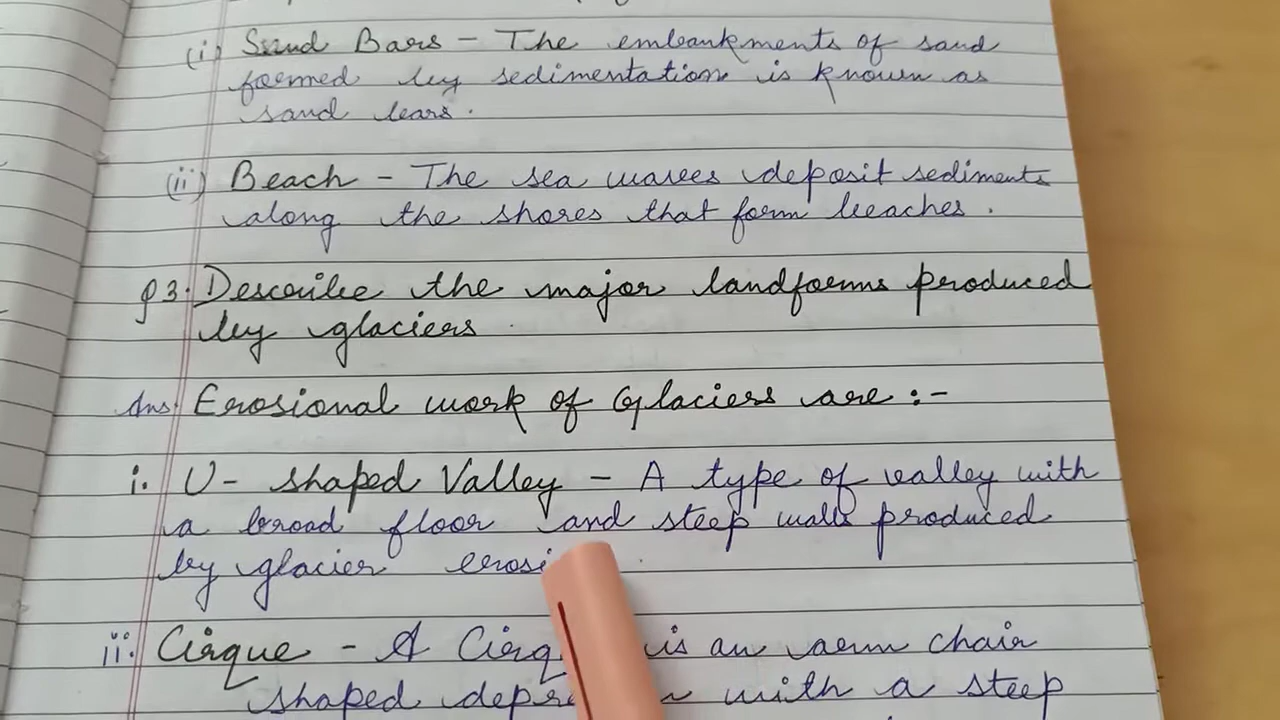 (i) Sand Bars - The embankments of sand
formed by sedimentation is known as
sand bars.
(ii) Beach - The sea waves deposit sediments
along the shores that form beaches.
Q3. Describe the major landforms produced
by glaciers.
Ans. Erosional work of Glaciers are :-
i. U-shaped Valley - A type of valley with
a broad floor and steep walls produced
by glacier
ii. Cirque - A is an arm chair
shaped with a steep